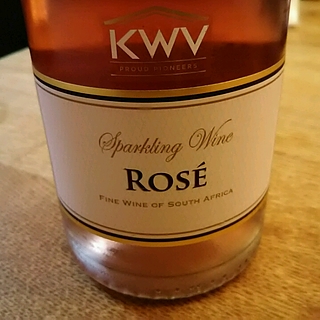 KWV
PROUD PIONEERS
Sparkling Wine
ROSÉ
FINE WINE OF SOUTH AFRICA